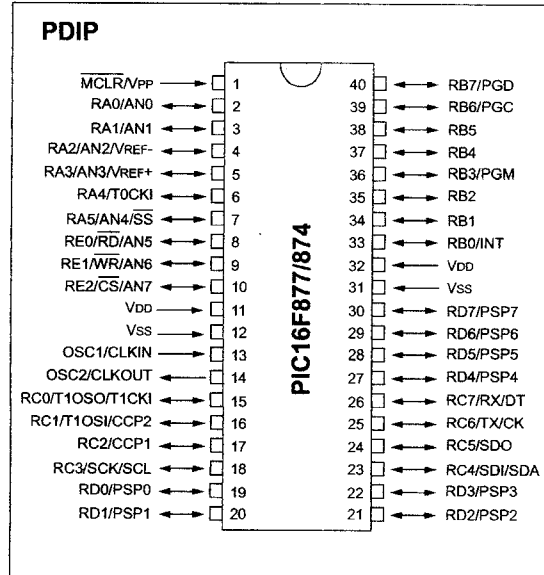 PDIP
MCLR/VPP 1 40 RB7/PGD
RA0/AN0 2 39 RB6/PGC
RA1/AN1 3 38 RB5
RA2/AN2/VREF- 4 37 RB4
RA3/AN3/VREF+ 5 36 RB3/PGM
RA4/T0CKI 6 35 RB2
RA5/AN4/SS 7 34 RB1
RE0/RD/AN5 8 33 RB0/INT
RE1/WR/AN6 9 32 VDD
RE2/CS/AN7 10 31 VSS
VDD 11 30 RD7/PSP7
VSS 12 29 RD6/PSP6
OSC1/CLKIN 13 28 RD5/PSP5
OSC2/CLKOUT 14 27 RD4/PSP4
RC0/T1OSO/T1CKI 15 26 RC7/RX/DT
RC1/T1OSI/CCP2 16 25 RC6/TX/CK
RC2/CCP1 17 24 RC5/SDO
RC3/SCK/SCL 18 23 RC4/SDI/SDA
RD0/PSP0 19 22 RD3/PSP3
RD1/PSP1 20 21 RD2/PSP2
PIC16F877/874